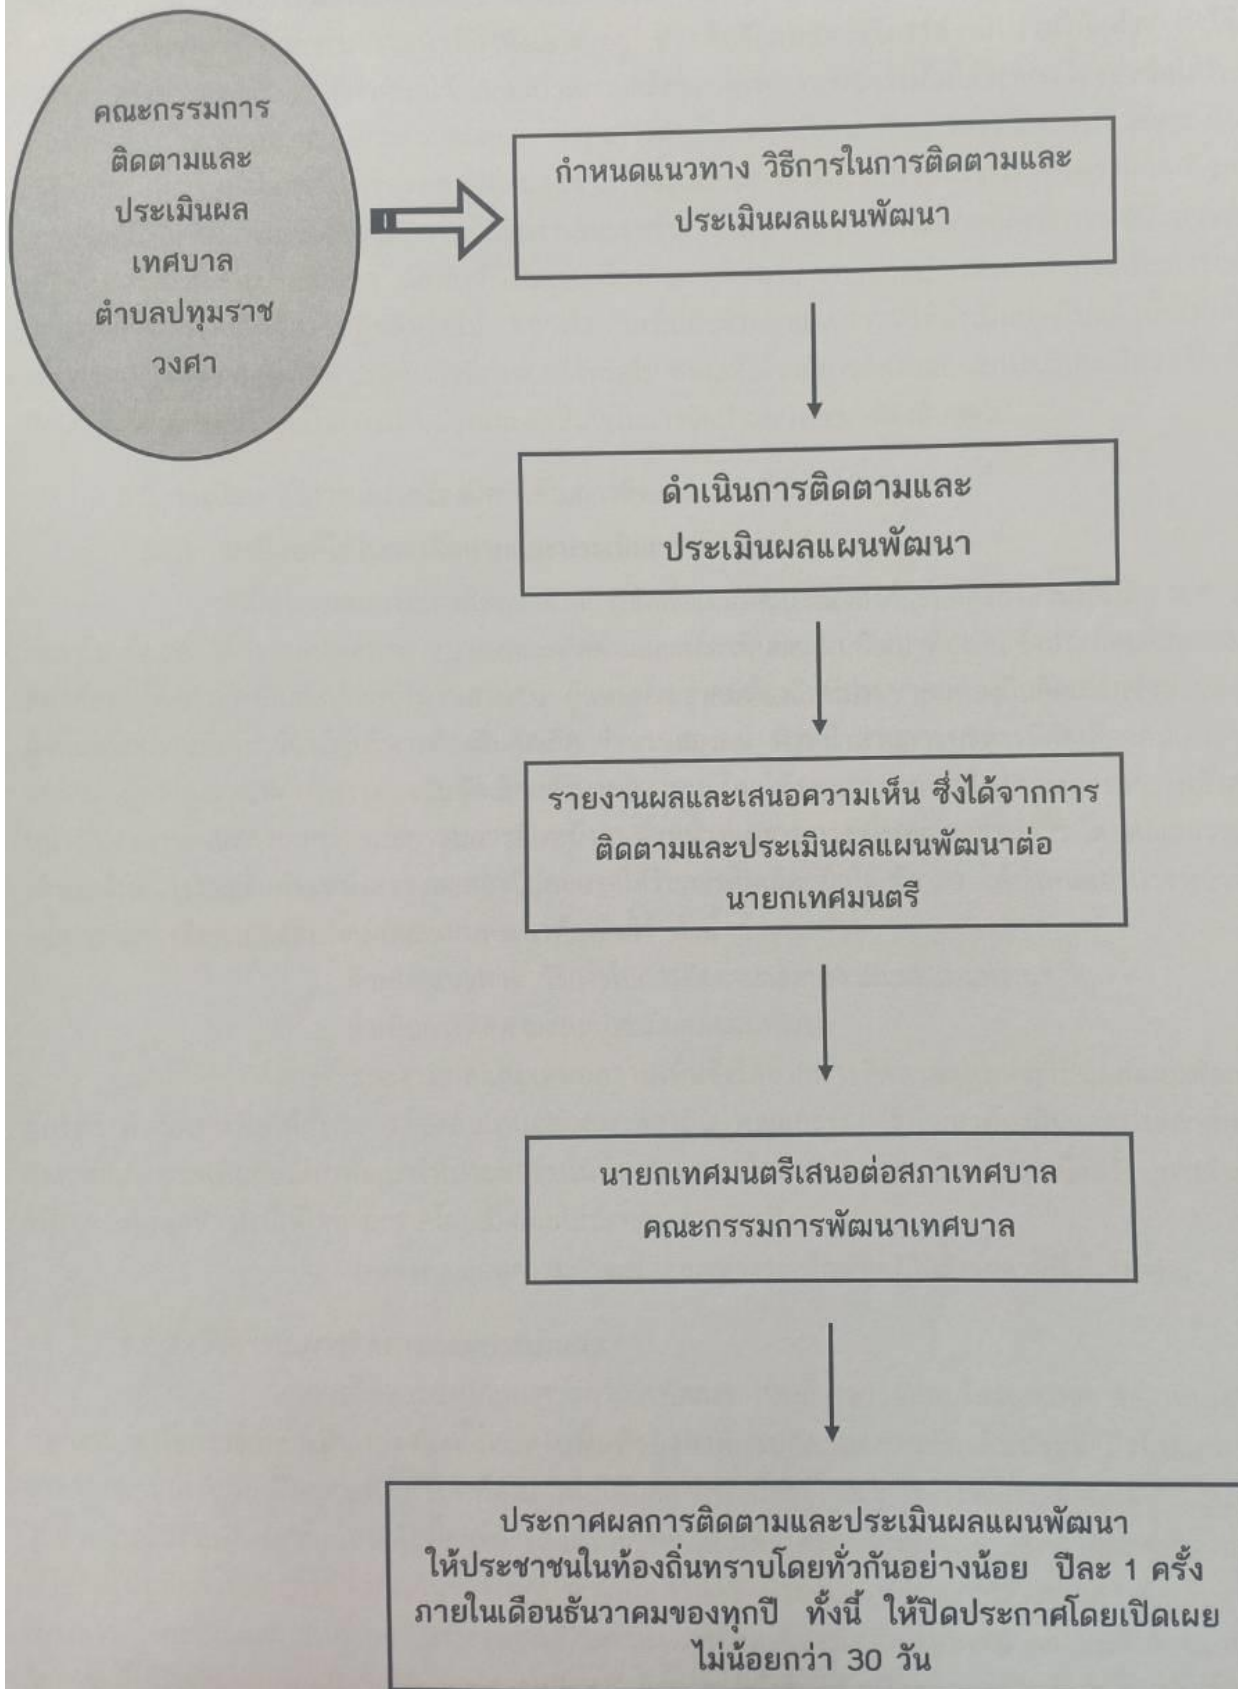 คณะกรรมการ
ติดตามและ
ประเมินผล
เทศบาล
ตำบลปทุมราช
วงศา
กำหนดแนวทาง วิธีการในการติดตามและ
ประเมินผลแผนพัฒนา
ดำเนินการติดตามและ
ประเมินผลแผนพัฒนา
รายงานผลและเสนอความเห็น ซึ่งได้จากการ
ติดตามและประเมินผลแผนพัฒนาต่อ
นายกเทศมนตรี
นายกเทศมนตรีเสนอต่อสภาเทศบาล
คณะกรรมการพัฒนาเทศบาล
ประกาศผลการติดตามและประเมินผลแผนพัฒนา
ให้ประชาชนในท้องถิ่นทราบโดยทั่วกันอย่างน้อย ปีละ 1 ครั้ง
ภายในเดือนธันวาคมของทุกปี ทั้งนี้ ให้ปิดประกาศโดยเปิดเผย
ไม่น้อยกว่า 30 วัน